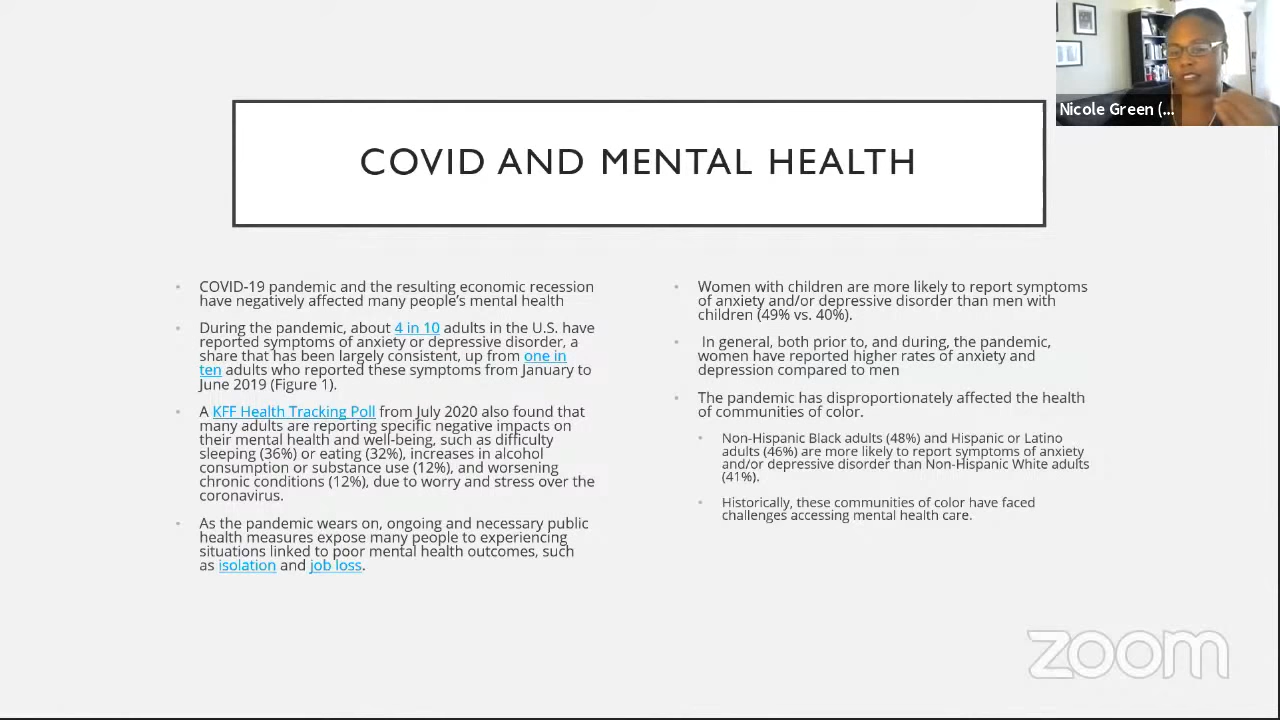 COVID AND MENTAL HEALTH
Nicole Green (...
• COVID-19 pandemic and the resulting economic recession
have negatively affected many people's mental health
• During the pandemic, about 4 in 10 adults in the U.S. have
reported symptoms of anxiety or depressive disorder, a
share that has been largely consistent, up from one in
ten adults who reported these symptoms from January to
June 2019 (Figure 1).
• A KFF Health Tracking Poll from July 2020 also found that
many adults are reporting specific negative impacts on
their mental health and well-being, such as difficulty
sleeping (36%) or eating (32%), increases in alcohol
consumption or substance use (12%), and worsening
chronic conditions (12%), due to worry and stress over the
coronavirus.
• As the pandemic wears on, ongoing and necessary public
health measures expose many people to experiencing
situations linked to poor mental health outcomes, such
as isolation and job loss.
• Women with children are more likely to report symptoms
of anxiety and/or depressive disorder than men with
children (49% vs. 40%).
• In general, both prior to, and during, the pandemic,
women have reported higher rates of anxiety and
depression compared to men
• The pandemic has disproportionately affected the health
of communities of color.
• Non-Hispanic Black adults (48%) and Hispanic or Latino
adults (46%) are more likely to report symptoms of anxiety
and/or depressive disorder than Non-Hispanic White adults
(41%).
• Historically, these communities of color have faced
challenges accessing mental health care.
zoom